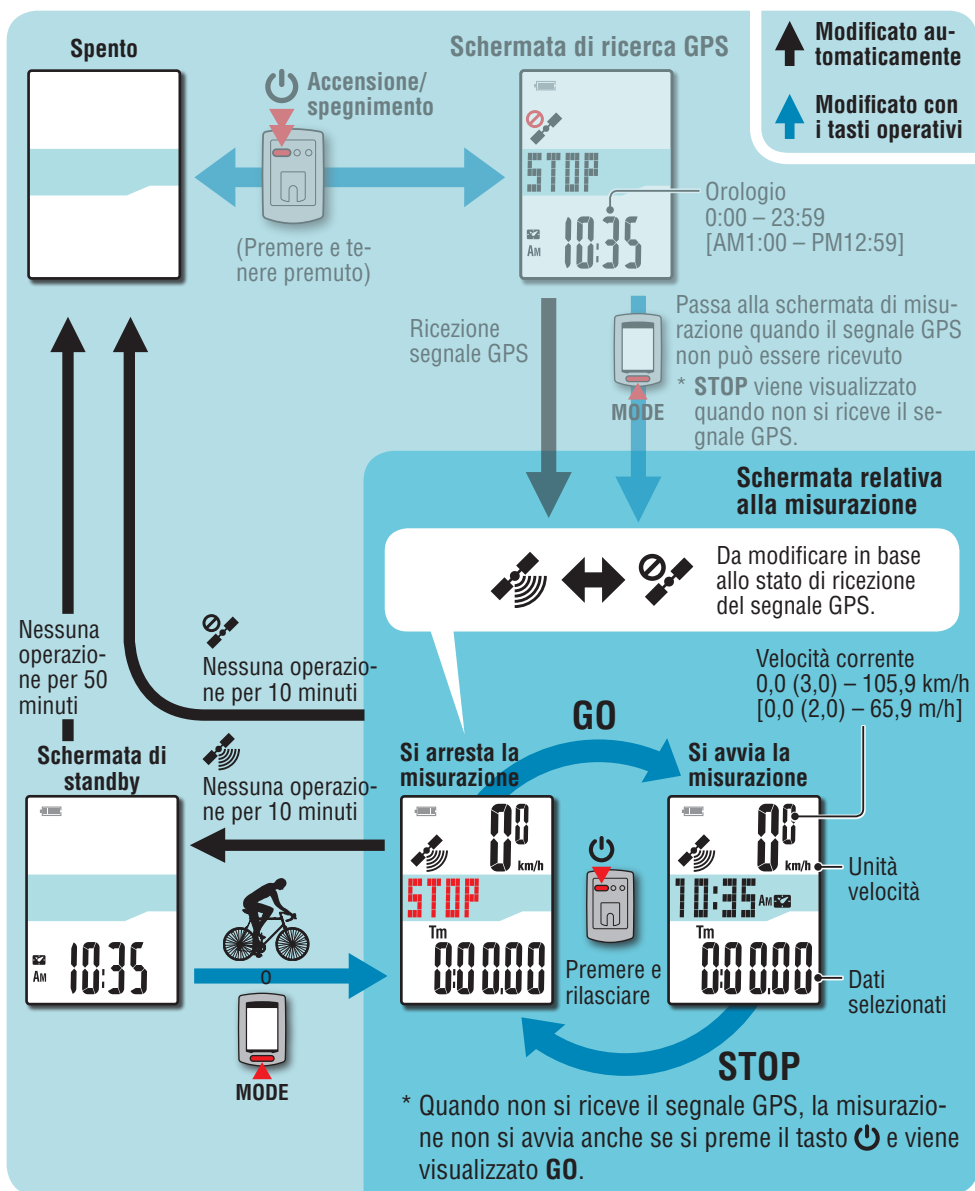 Spento
Accensione/
spegnimento
(Premere e te-
nere premuto)
Schermata di ricerca GPS
STOP
AM 10:35
Orologio
0:00 – 23:59
[AM1:00 – PM12:59]
Modificato au-
tomaticamente
Modificato con
i tasti operativi
Ricezione
segnale GPS
MODE
Passa alla schermata di misu-
razione quando il segnale GPS
non può essere ricevuto
* STOP viene visualizzato
quando non si riceve il se-
gnale GPS.
Schermata relativa
alla misurazione
Da modificare in base
allo stato di ricezione
del segnale GPS.
Nessuna
operazio-
ne per 50
minuti
Nessuna operazio-
ne per 10 minuti
Nessuna operazio-
ne per 10 minuti
Schermata di
standby
AM 10:35
O
MODE
Velocità corrente
0,0 (3,0) – 105,9 km/h
[0,0 (2,0) – 65,9 m/h]
GO
Si arresta la
misurazione
00
km/h
STOP
Tm
0:00.00
Premere e
rilasciare
Si avvia la
misurazione
00
km/h
10:35 AM
Tm
0:00.00
Unità
velocità
Dati
selezionati
STOP
* Quando non si riceve il segnale GPS, la misurazio-
ne non si avvia anche se si preme il tasto e viene
visualizzato GO.